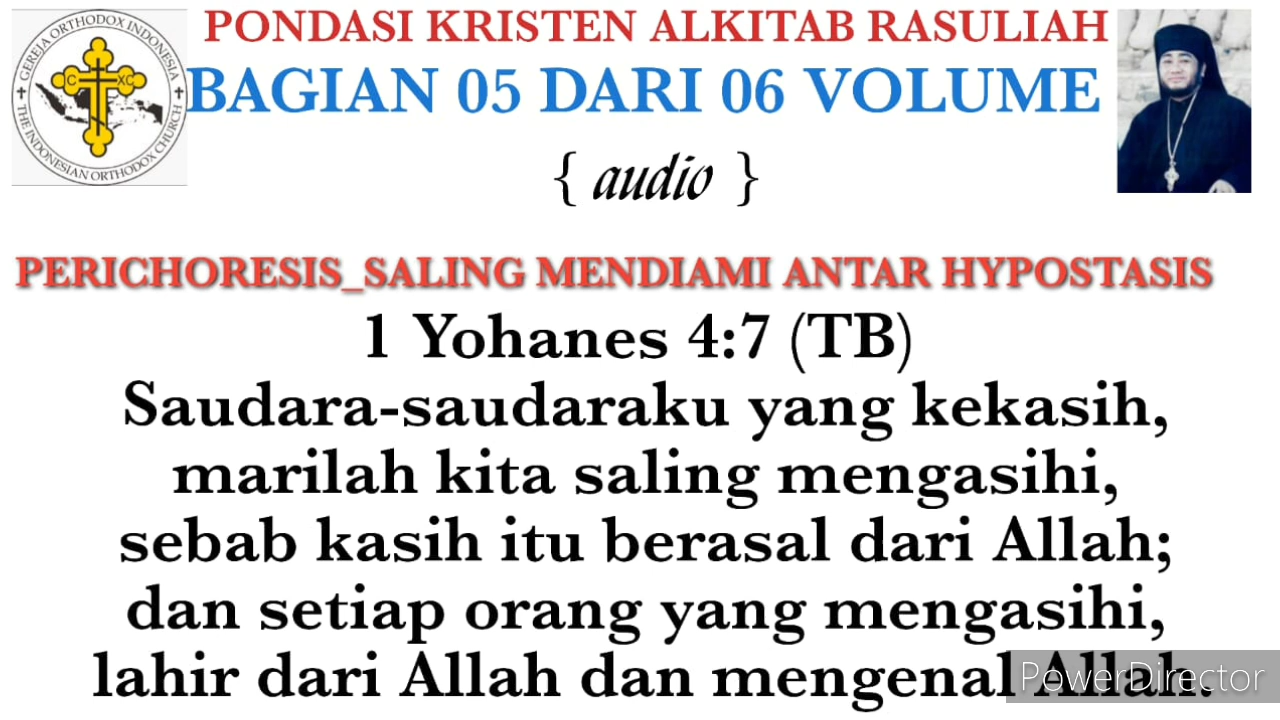 GEREJA ORTHODOX INDONESIA
C XC
THE INDONESIAN ORTHODOX CHURCH
PONDASI KRISTEN ALKITAB RASULIAH
BAGIAN 05 DARI 06 VOLUME
{ audio }
PERICHORESIS_SALING MENDIAMI ANTAR HYPOSTASIS
1 Yohanes 4:7 (TB)
Saudara-saudaraku yang kekasih,
marilah kita saling mengasihi,
sebab kasih itu berasal dari Allah;
dan setiap orang yang mengasihi,
lahir dari Allah dan mengenal Allah.
PowerDirector